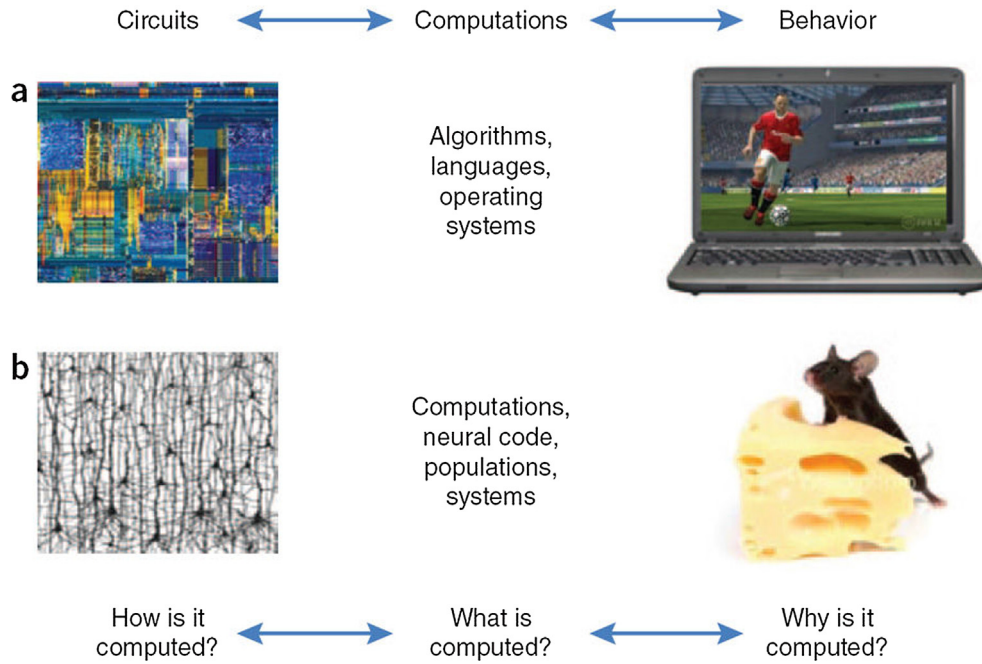 Circuits
Computations
Behavior
a
Algorithms,
languages,
operating
systems
b
Computations,
neural code,
populations,
systems
How is it
computed?
What is
computed?
Why is it
computed?